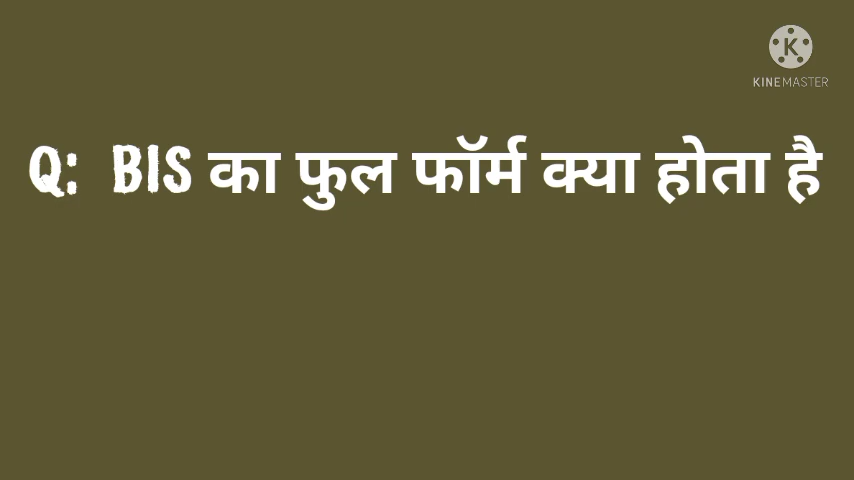 K
KINEMASTER
Q: BIS का फुल फॉर्म क्या होता है